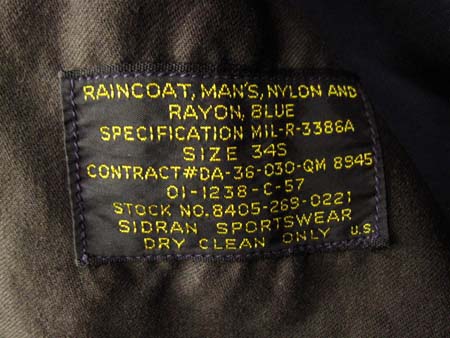 RAINCOAT, MAN'S, NYLON AND
RAYON, BLUE
SPECIFICATION MIL-R-3386A
SIZE 34S
CONTRACT#DA-36-030-QM 8945
01-1238-C-57
STOCK NO. 8405-269-0221
SIDRAN SPORTSWEAR
DRY CLEAN ONLY U.S.